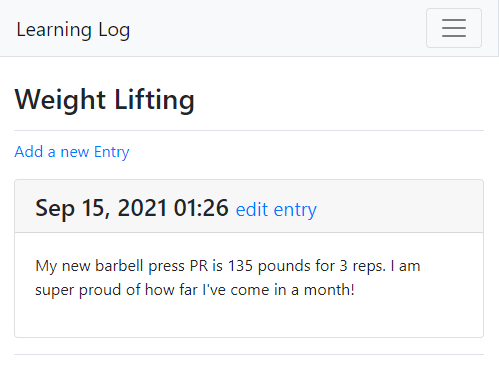 Learning Log
Weight Lifting
Add a new Entry
Sep 15, 2021 01:26 edit entry
My new barbell press PR is 135 pounds for 3 reps. I am
super proud of how far I've come in a month!